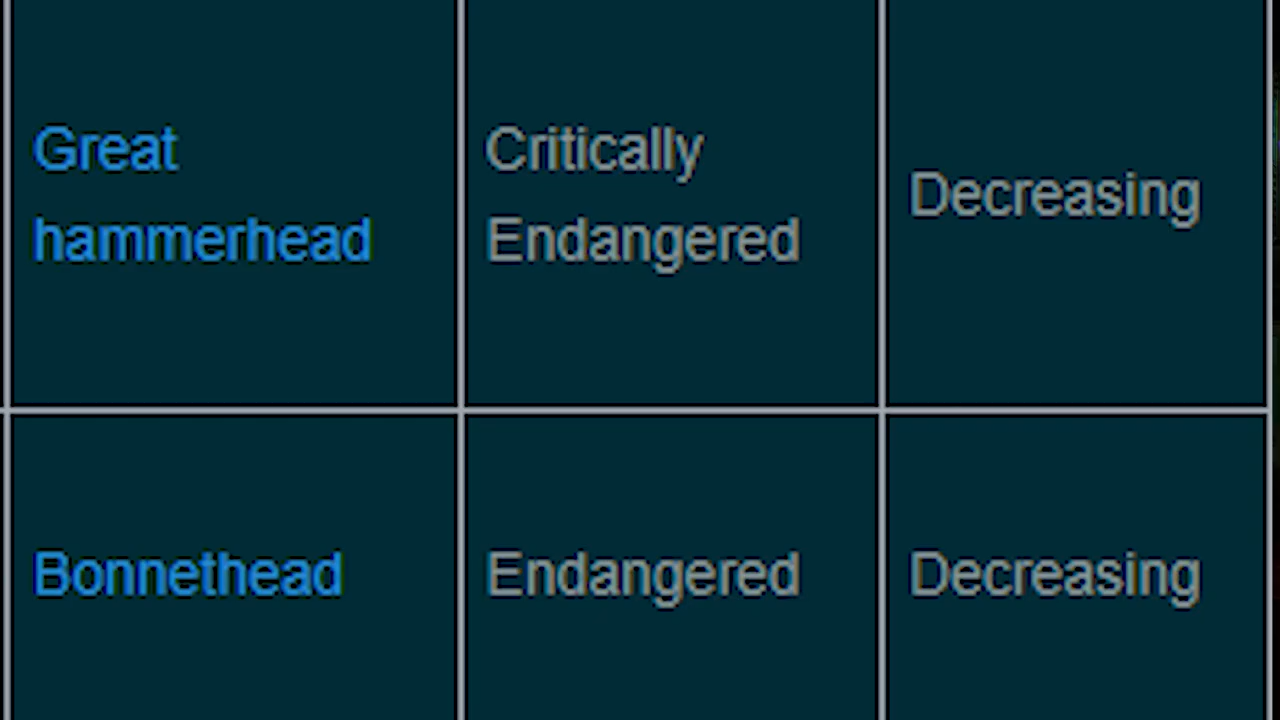 Great
hammerhead
Critically
Endangered
Decreasing
Bonnethead
Endangered
Decreasing